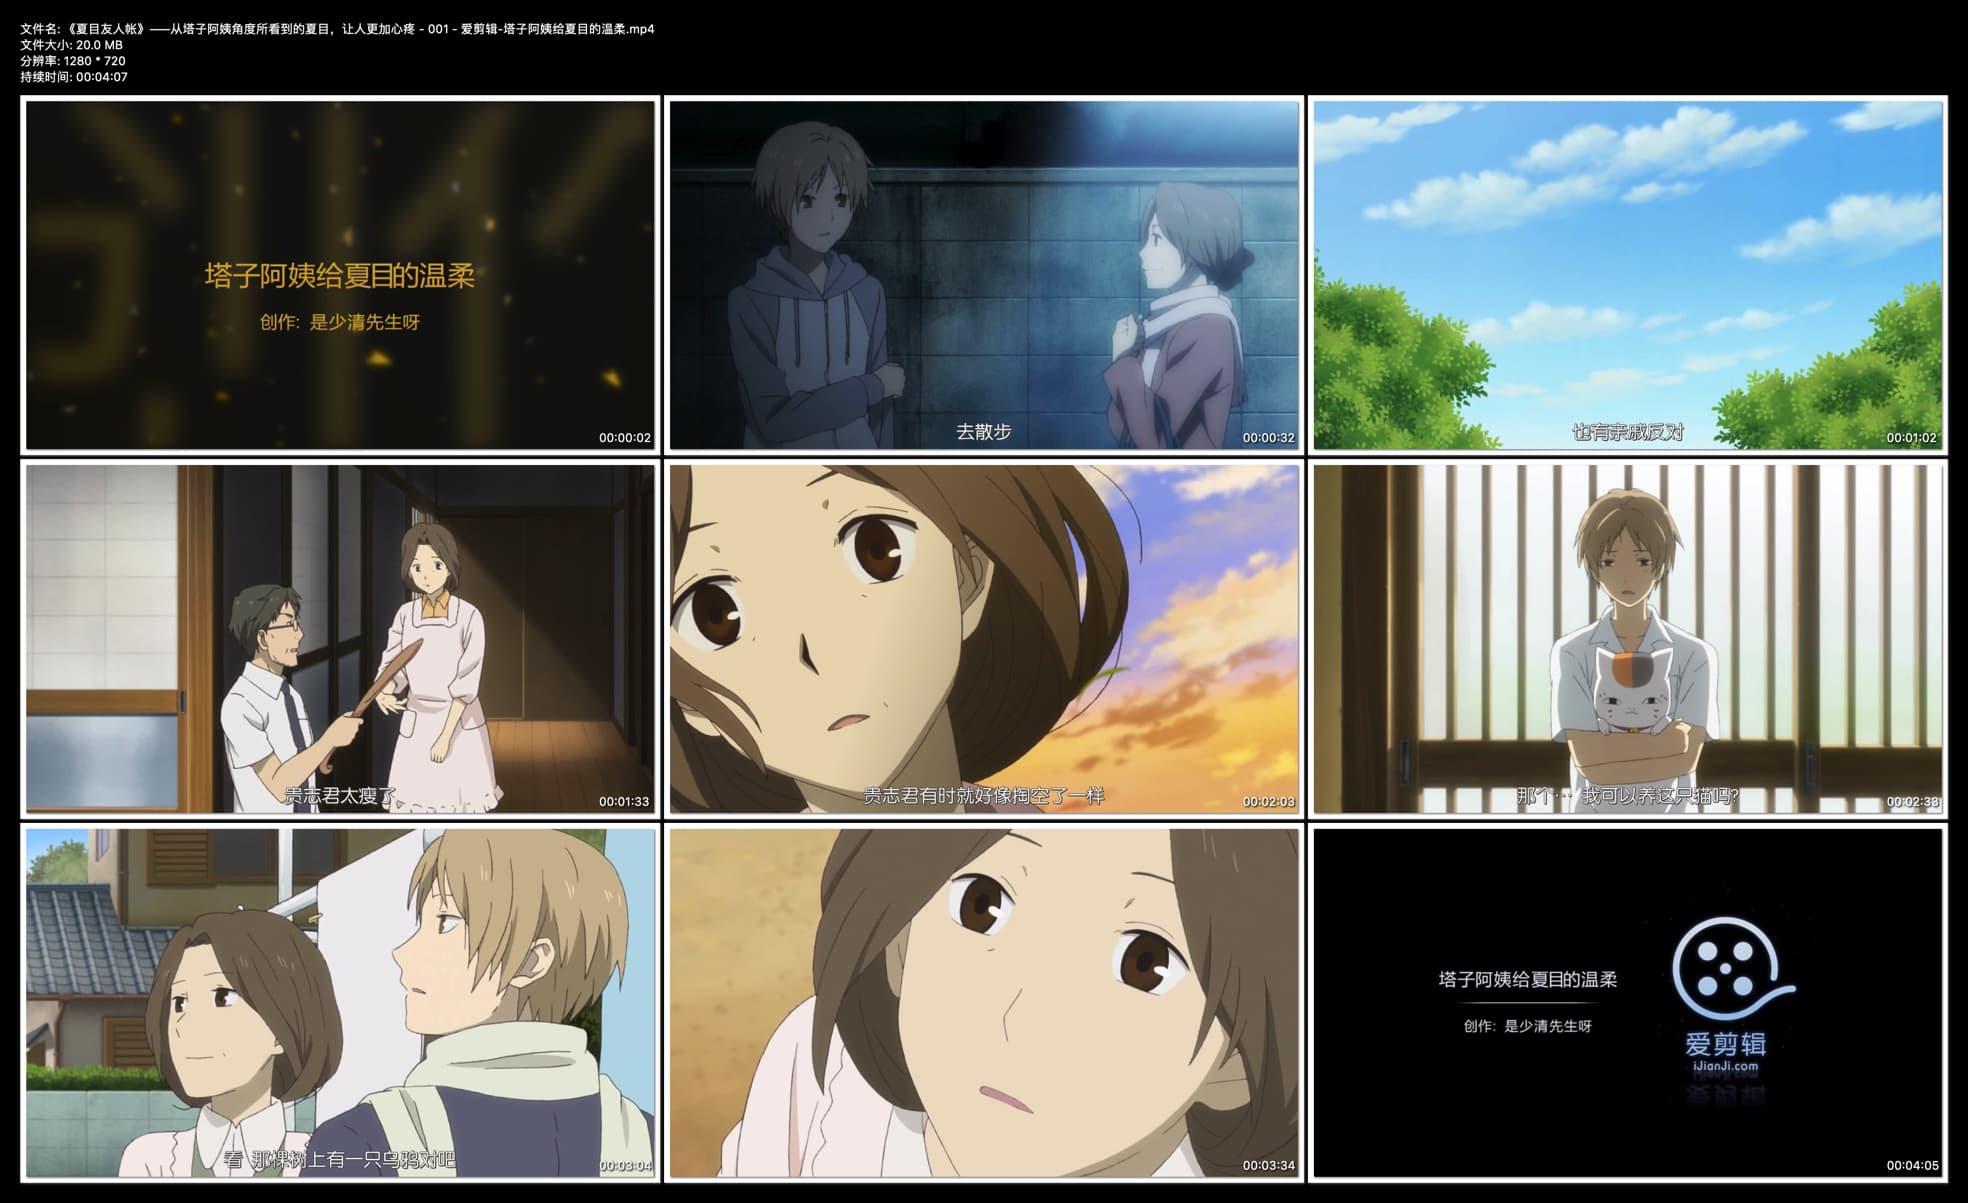 文件名: 《夏目友人帐》——从塔子阿姨角度所看到的夏目，让人更加心疼 - 001 - 爱剪辑-塔子阿姨给夏目的温柔.mp4
文件大小: 20.0 MB
分辨率: 1280 * 720
持续时间: 00:04:07
塔子阿姨给夏目的温柔
创作: 是少清先生呀
00:00:02
去散步
00:00:32
也有亲戚反对
00:01:02
贵志君太瘦了
00:01:33
贵志君有时就好像掏空了一样
00:02:03
那个… 我可以养这只猫吗?
00:02:33
看 那棵树上有一只乌鸦对吧
00:03:04
00:03:34
塔子阿姨给夏目的温柔
创作: 是少清先生呀
爱剪辑
iJianJi.com
00:04:05